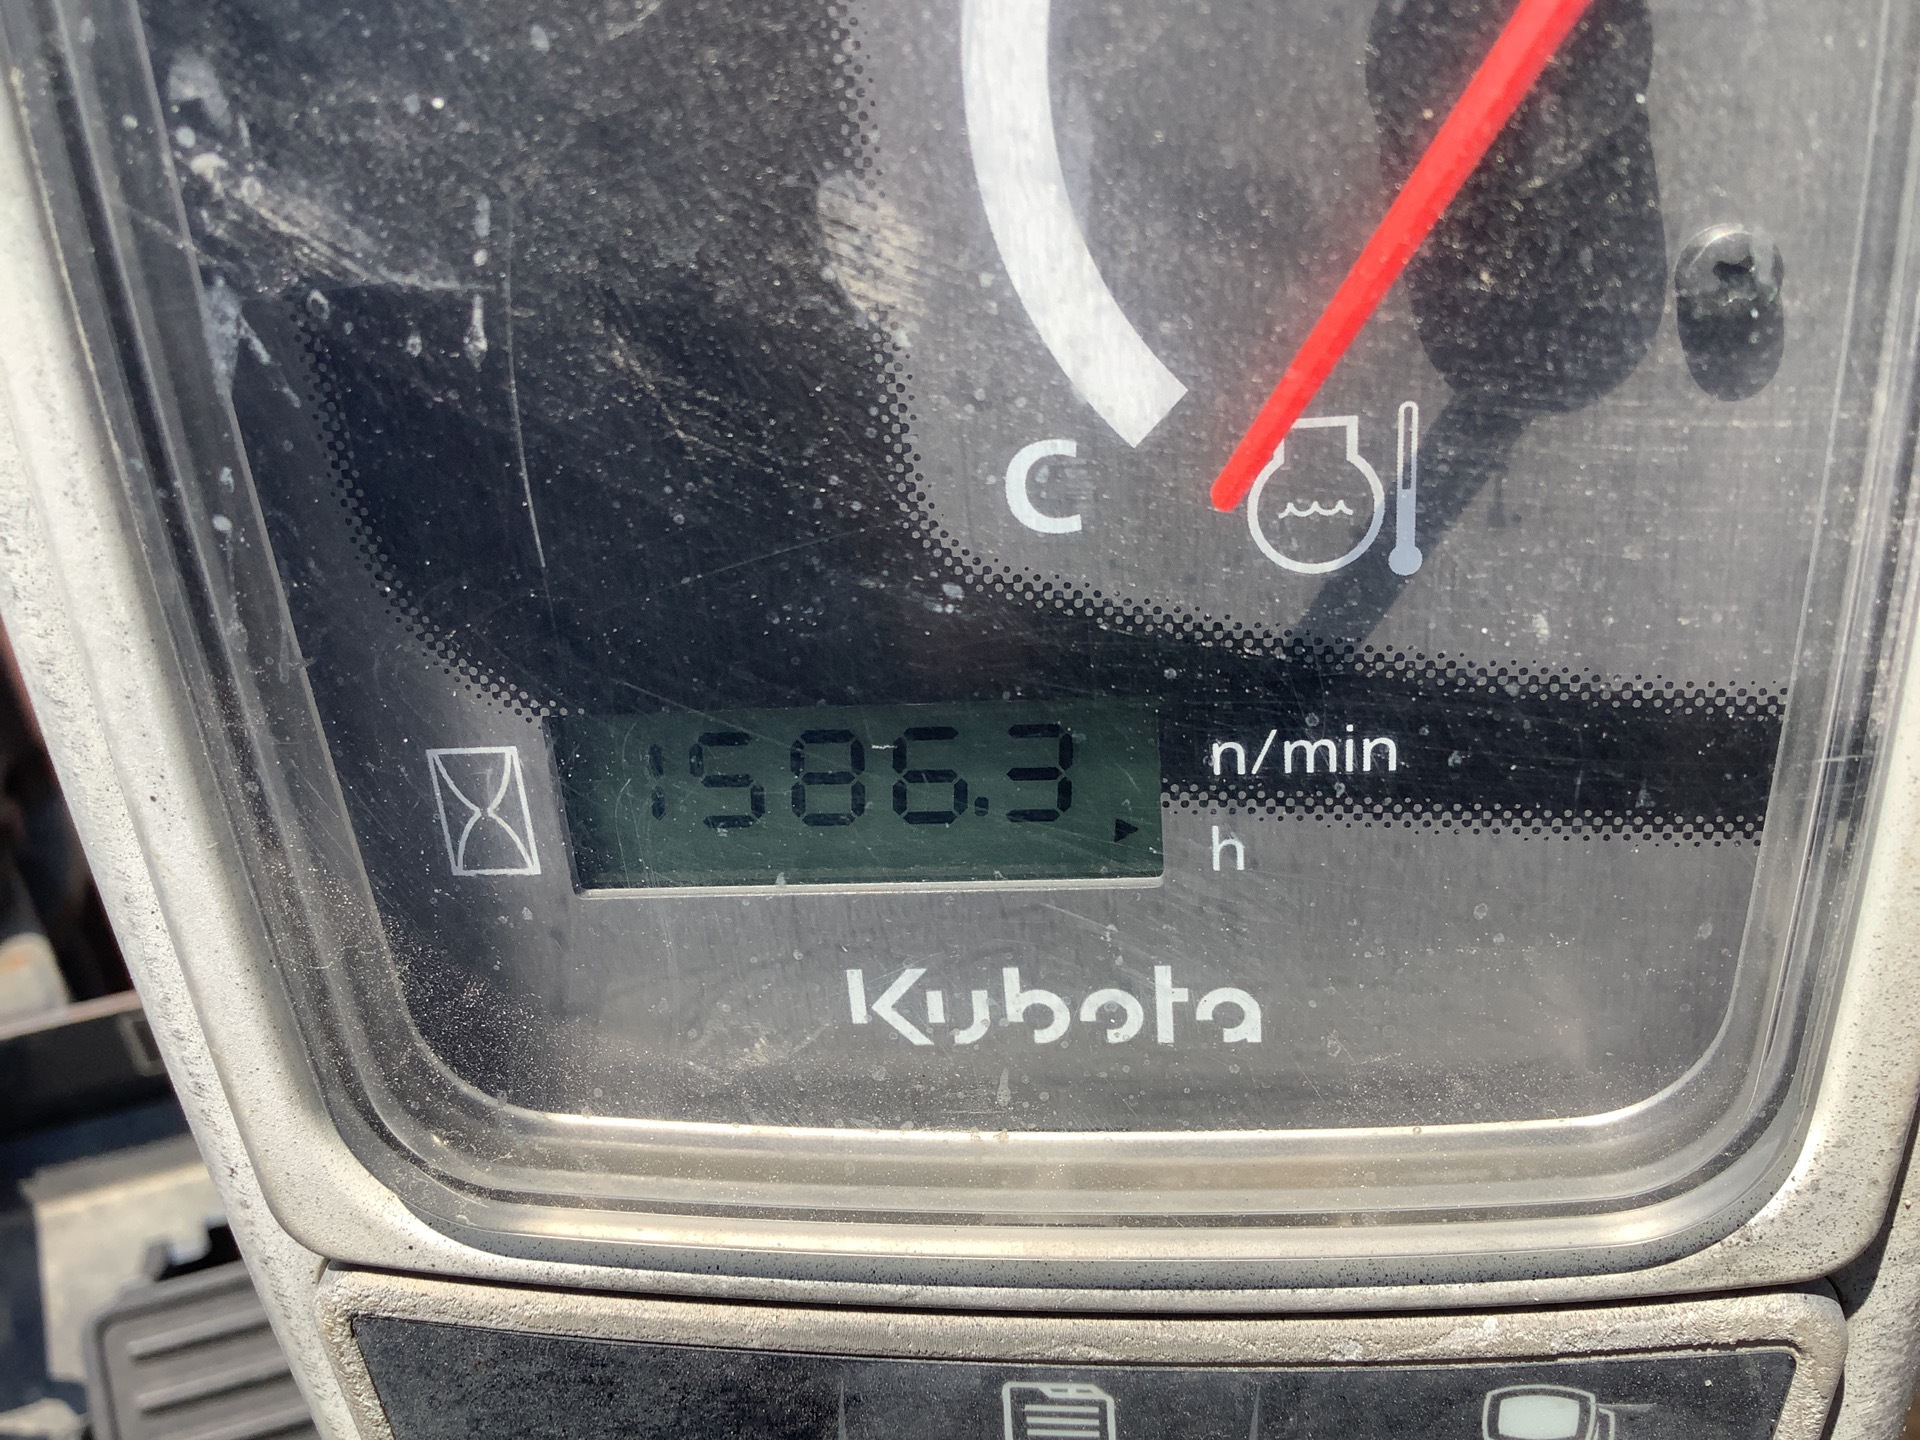 C
1586.3
n/min
h
Kubota